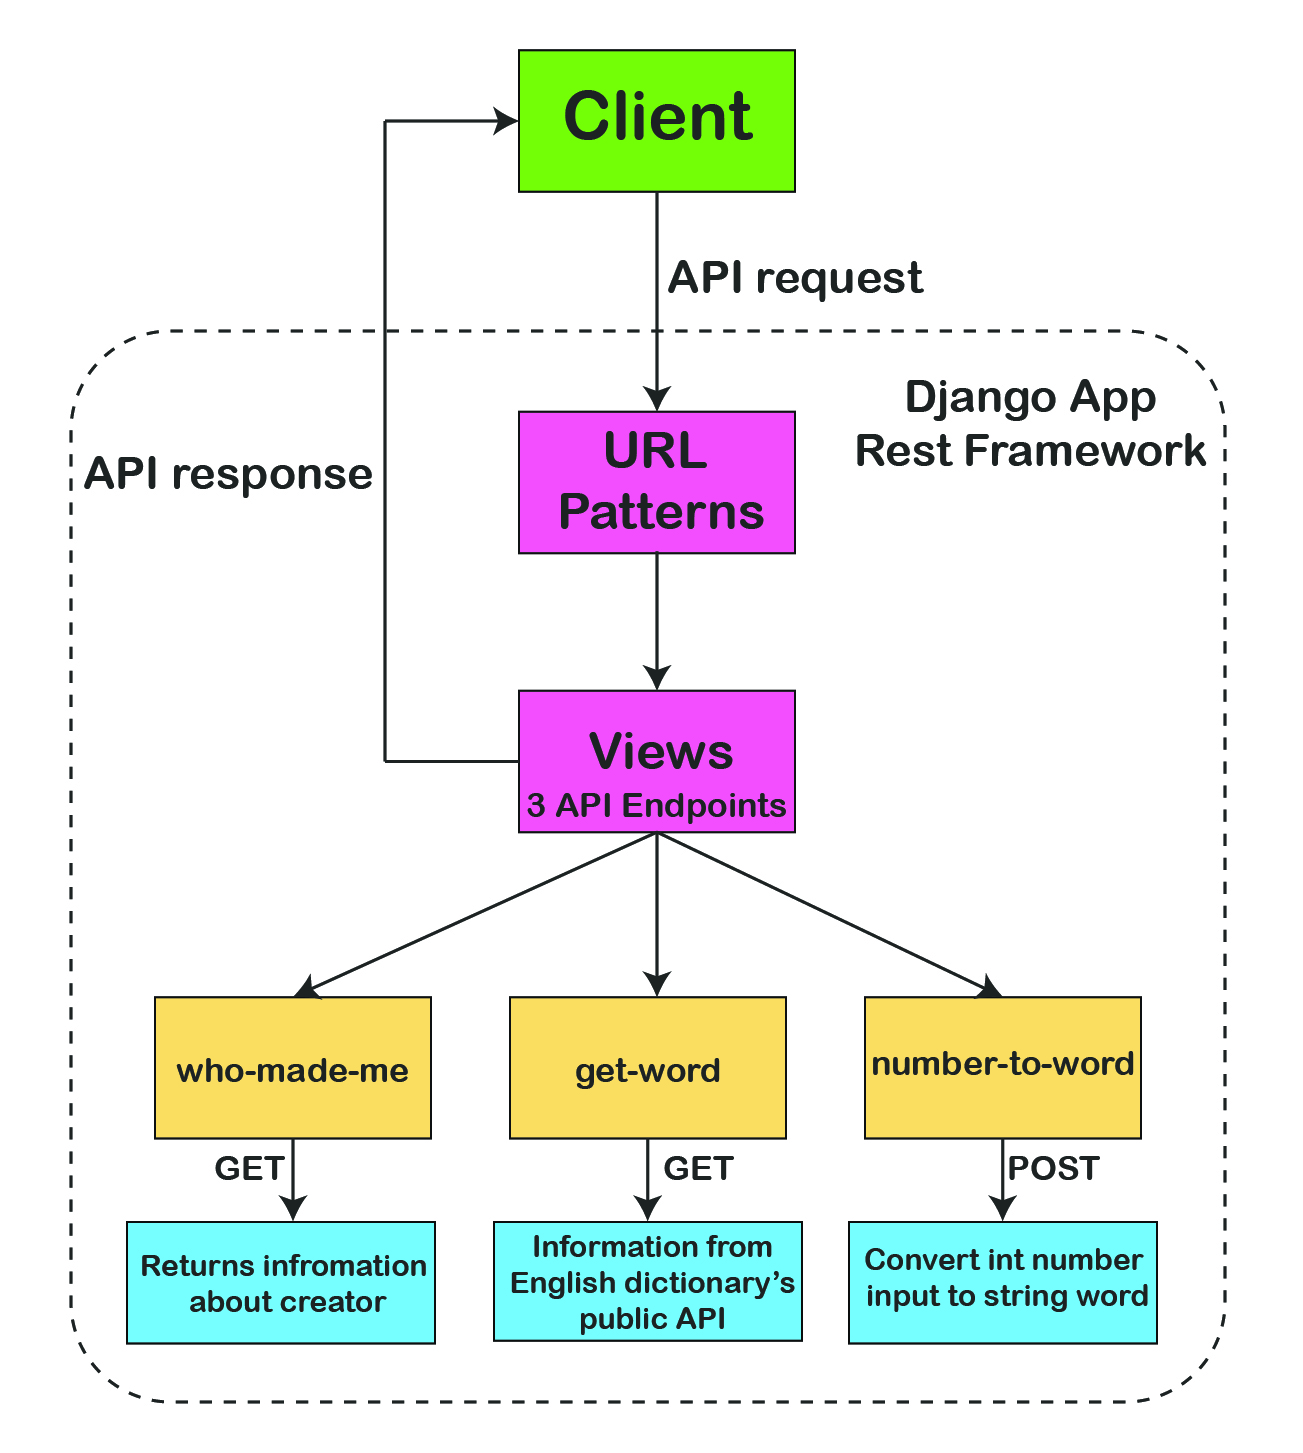 Client
API request
Django App
Rest Framework
API response
URL
Patterns
Views
3 API Endpoints
who-made-me
get-word
number-to-word
GET
GET
POST
Returns infromation
about creator
Information from
English dictionary's
public API
Convert int number
input to string word